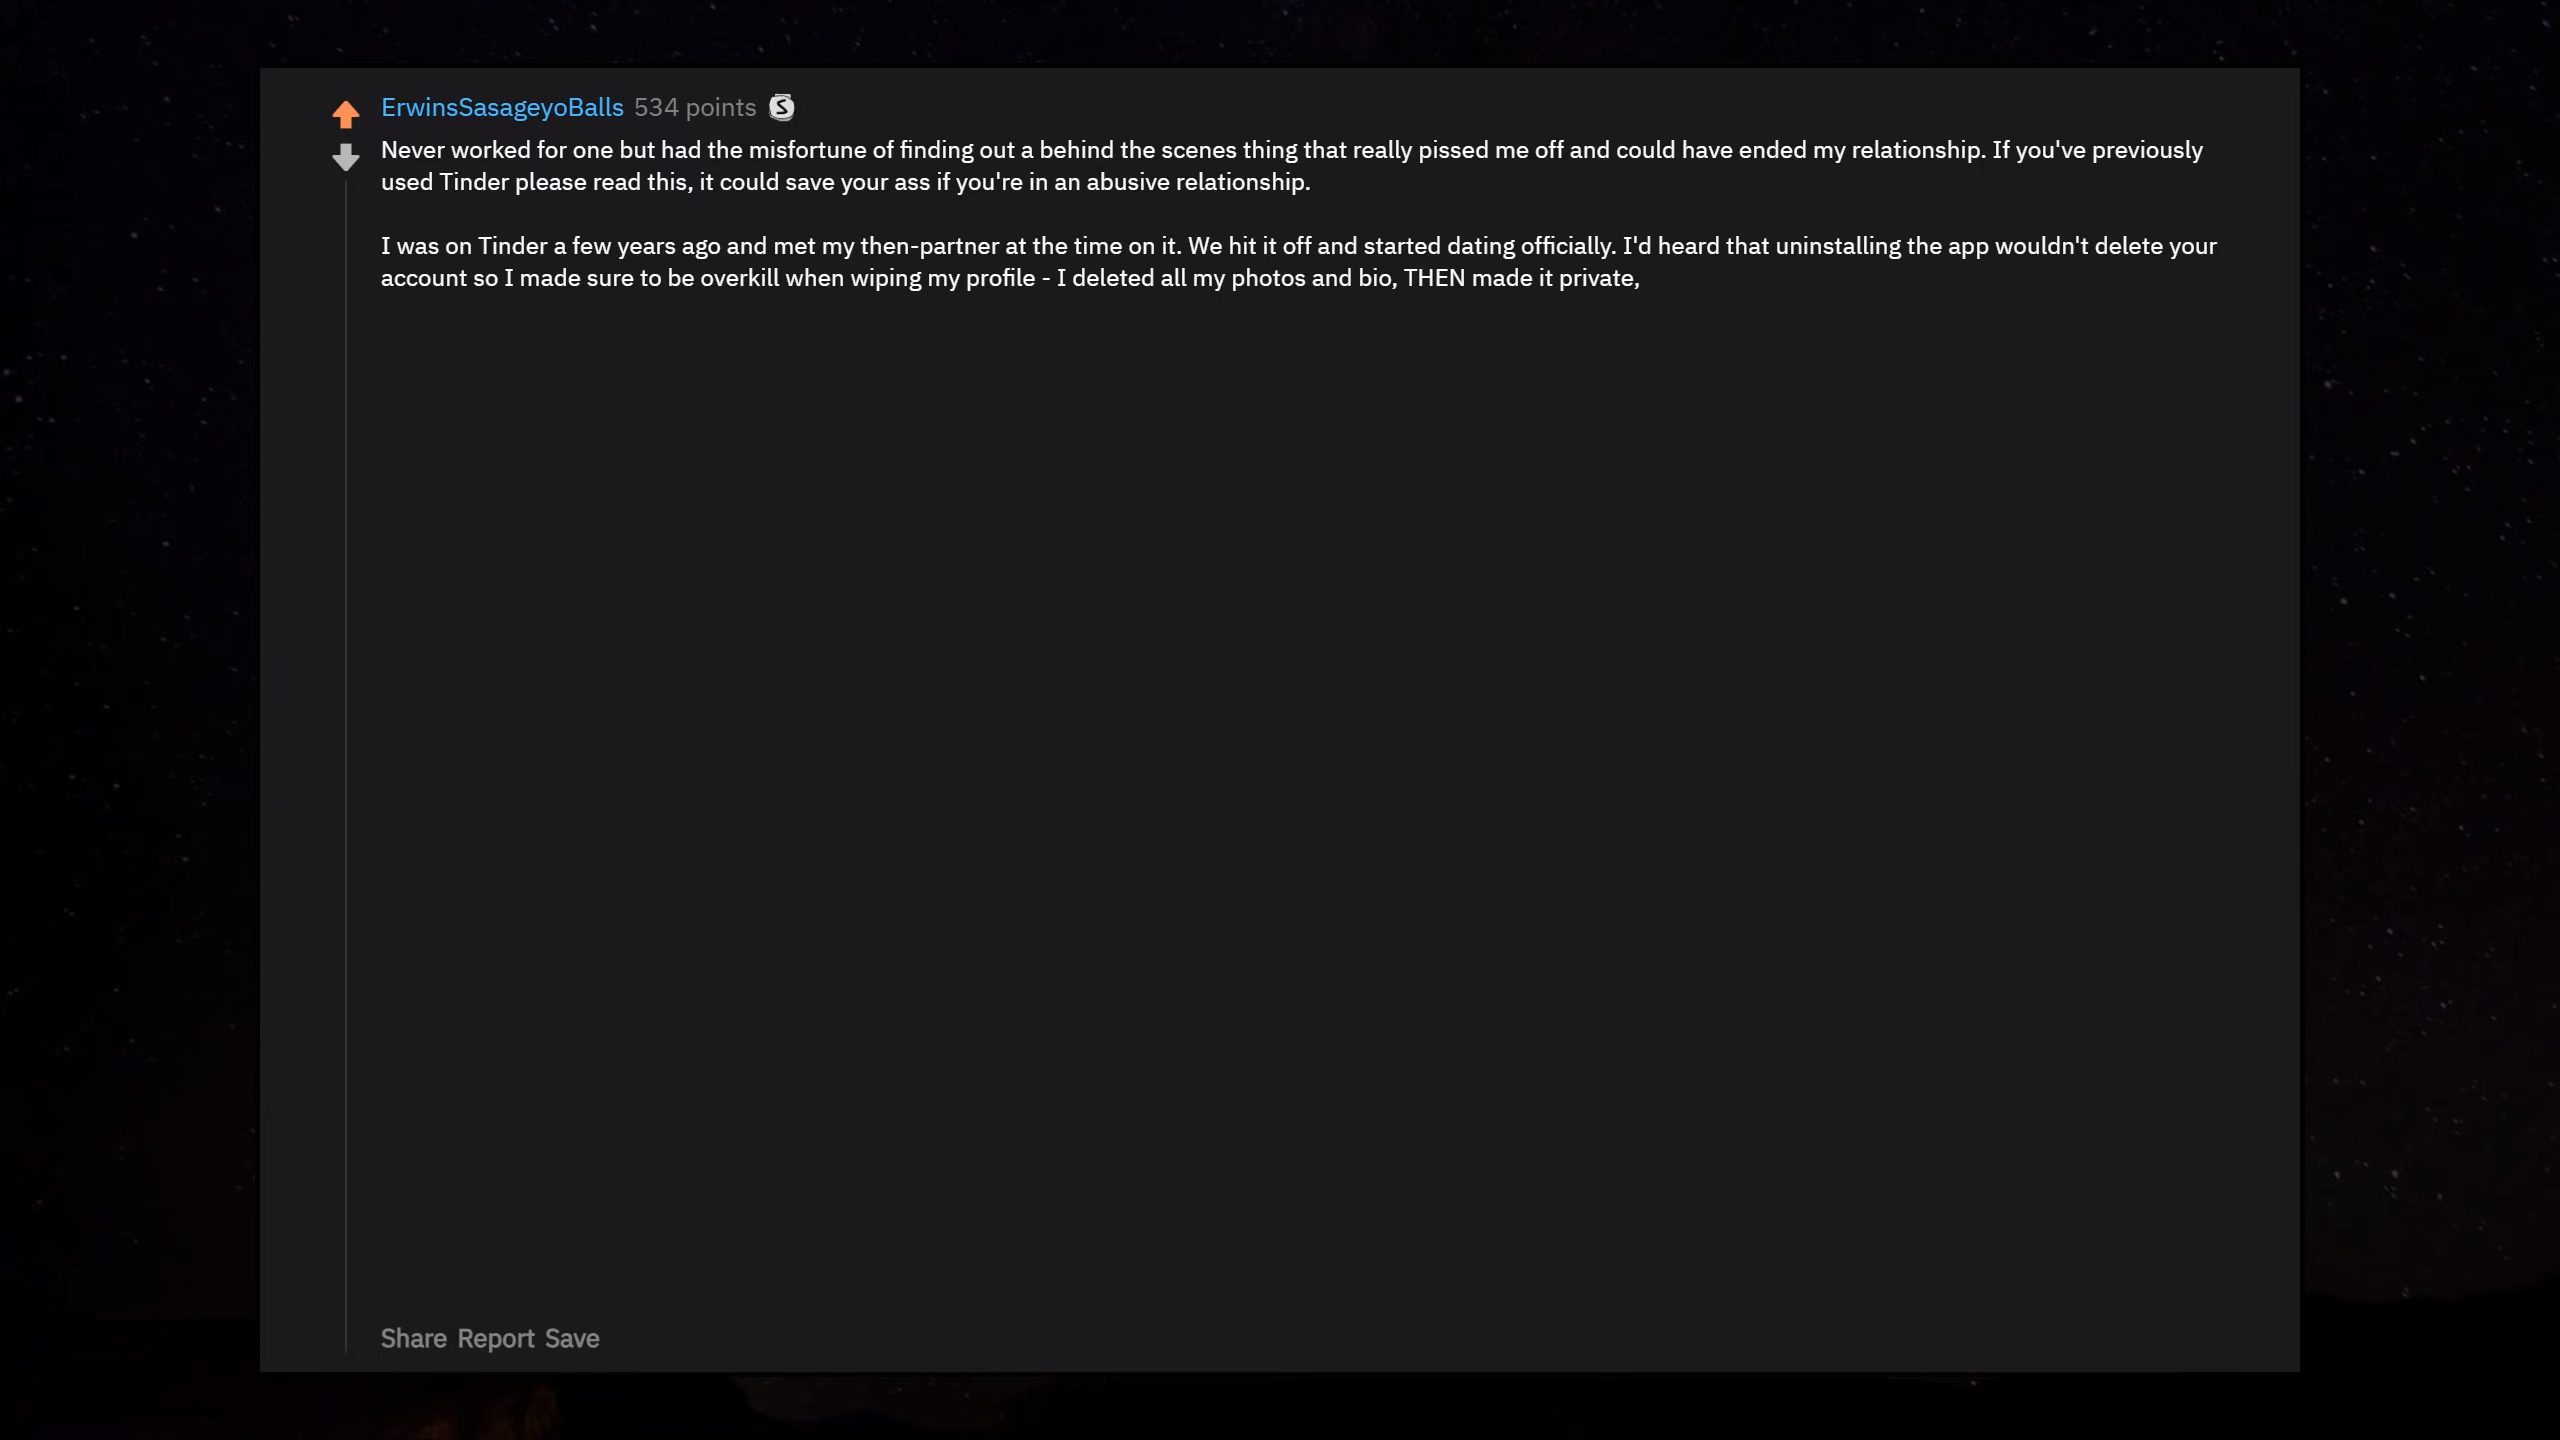 ErwinsSasageyoBalls 534 points S
Never worked for one but had the misfortune of finding out a behind the scenes thing that really pissed me off and could have ended my relationship. If you've previously
used Tinder please read this, it could save your ass if you're in an abusive relationship.
I was on Tinder a few years ago and met my then-partner at the time on it. We hit it off and started dating officially. I'd heard that uninstalling the app wouldn't delete your
account so I made sure to be overkill when wiping my profile - I deleted all my photos and bio, THEN made it private,
Share Report Save